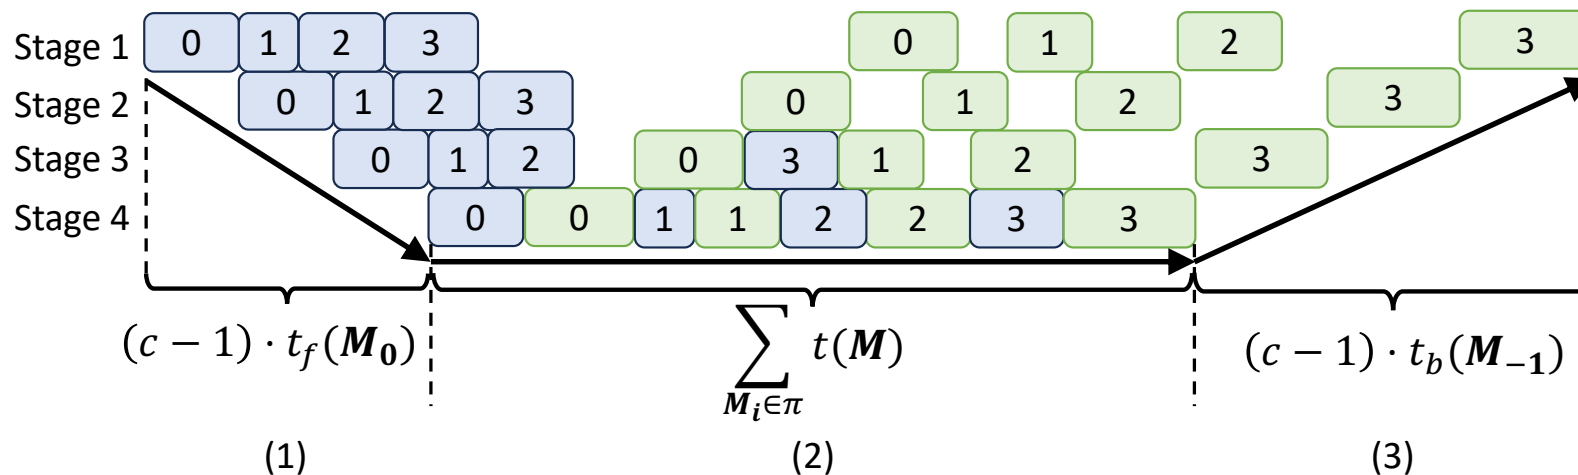 Stage 1 0 1 2 3 0 1 2 3
Stage 2 0 1 2 3 0 1 2 3
Stage 3 0 1 2 0 3 1 2 3
Stage 4 0 0 1 1 2 2 3 3
(c − 1) · t_f(M_0) ∑_{M_i∈π} t(M) (c − 1) · t_b(M_{−1})
(1) (2) (3)